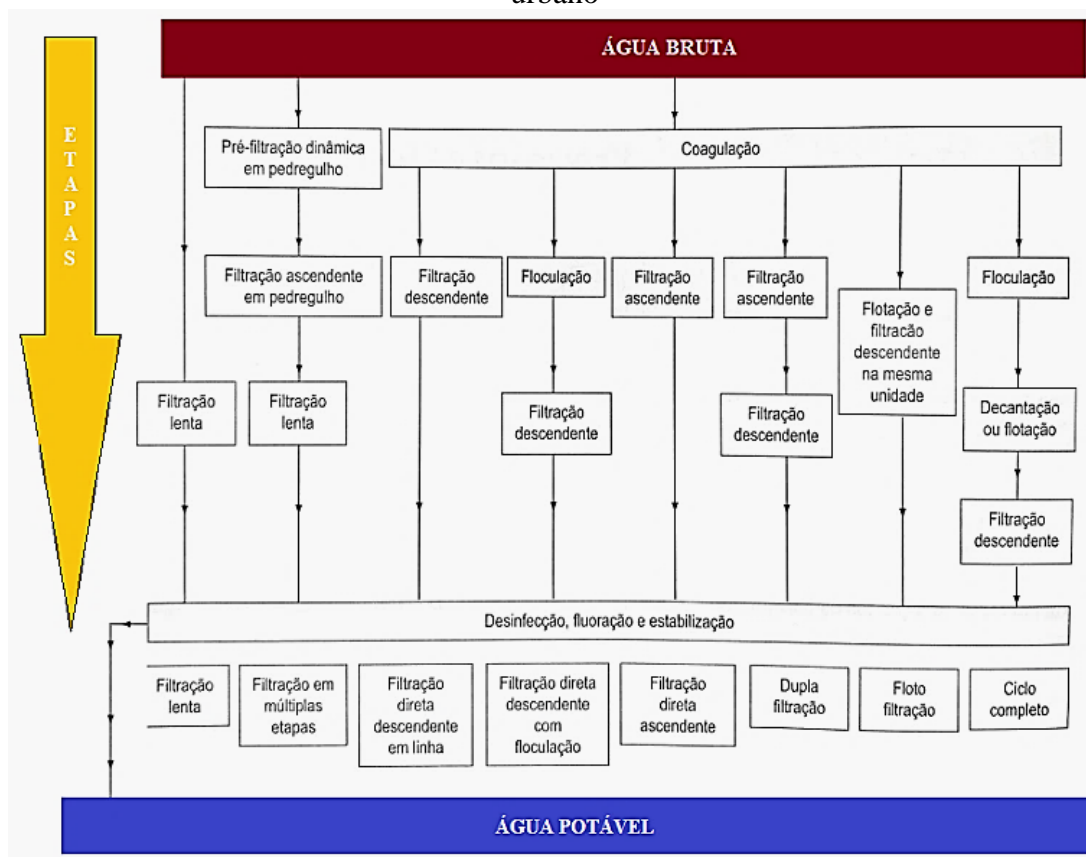 urbano
ÁGUA BRUTA
E
T
A
P
A
S
Pré-filtração dinâmica
em pedregulho
Coagulação
Filtração ascendente
em pedregulho
Filtração
descendente
Floculação
Filtração
ascendente
Filtração
ascendente
Flotação e
filtracão
descendente
na mesma
unidade
Floculação
Filtração
lenta
Filtração
lenta
Filtração
descendente
Filtração
descendente
Decantação
ou flotação
Filtração
descendente
Desinfecção, fluoração e estabilização
Filtração
lenta
Filtração em
múltiplas
etapas
Filtração
direta
descendente
em linha
Filtração direta
descendente
com
floculação
Filtração
direta
ascendente
Dupla
filtração
Floto
filtração
Ciclo
completo
ÁGUA POTÁVEL